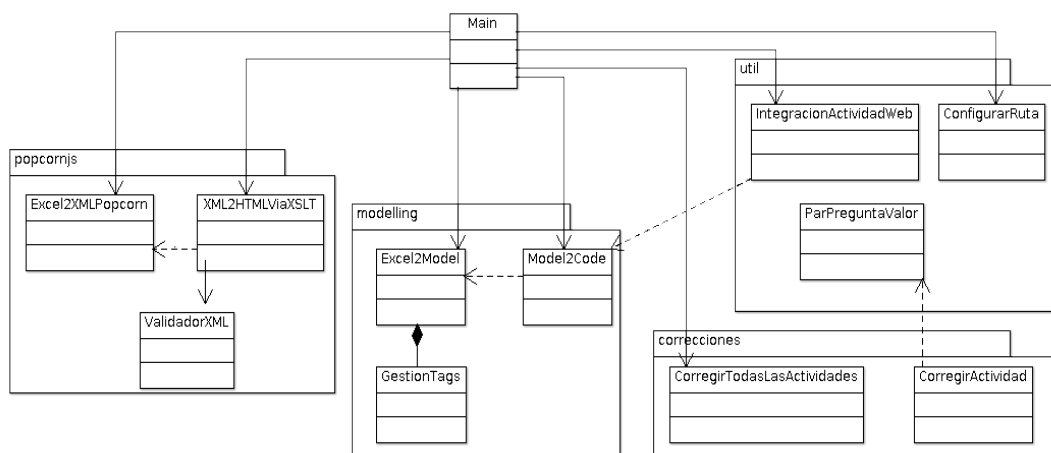 Main
util
IntegracionActividadWeb
ConfigurarRuta
popcornjs
Excel2XMLPopcorn
XML2HTMLViaXSLT
modelling
ParPreguntaValor
Excel2Model
Model2Code
ValidadorXML
correcciones
GestionTags
CorregirTodasLasActividades
CorregirActividad